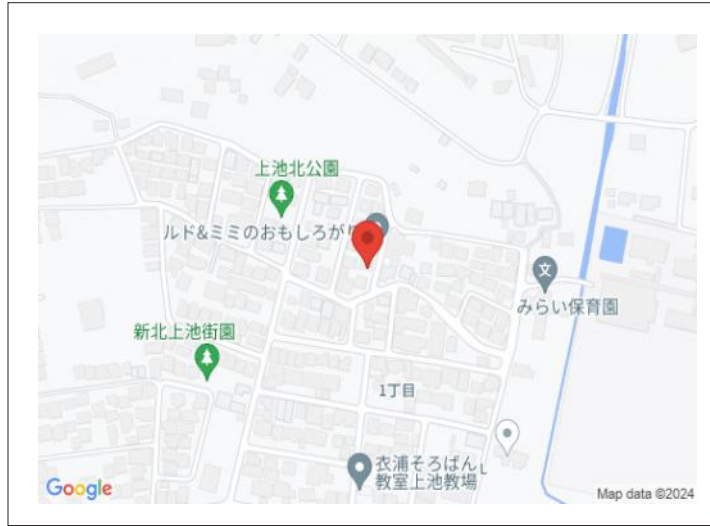 上池北公園
ルド&ミミのおもしろがり
文
みらい保育園
新北上池街園
1丁目
衣浦そろばん
教室上池教場
Google
Map data ©2024